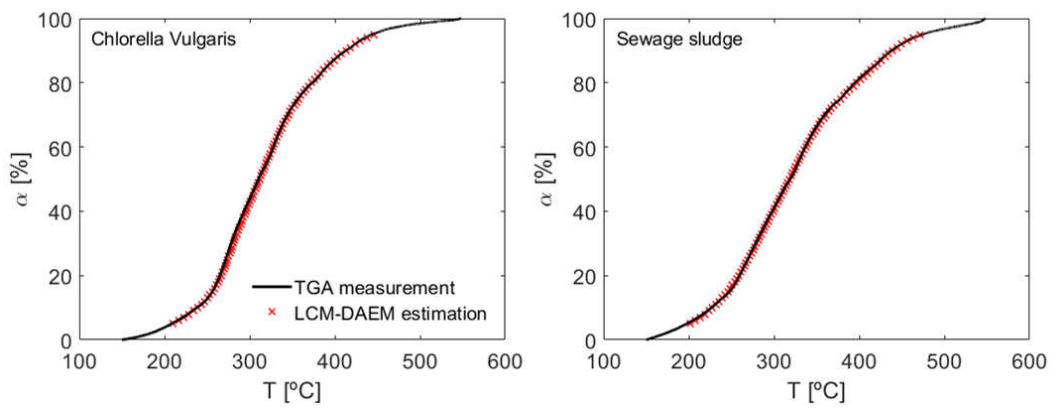 100
80
60
40
20
0
α [%]
Chlorella Vulgaris
TGA measurement
LCM-DAEM estimation
100 200 300 400 500 600
T [ºC]
100
80
60
40
20
0
α [%]
Sewage sludge
100 200 300 400 500 600
T [ºC]